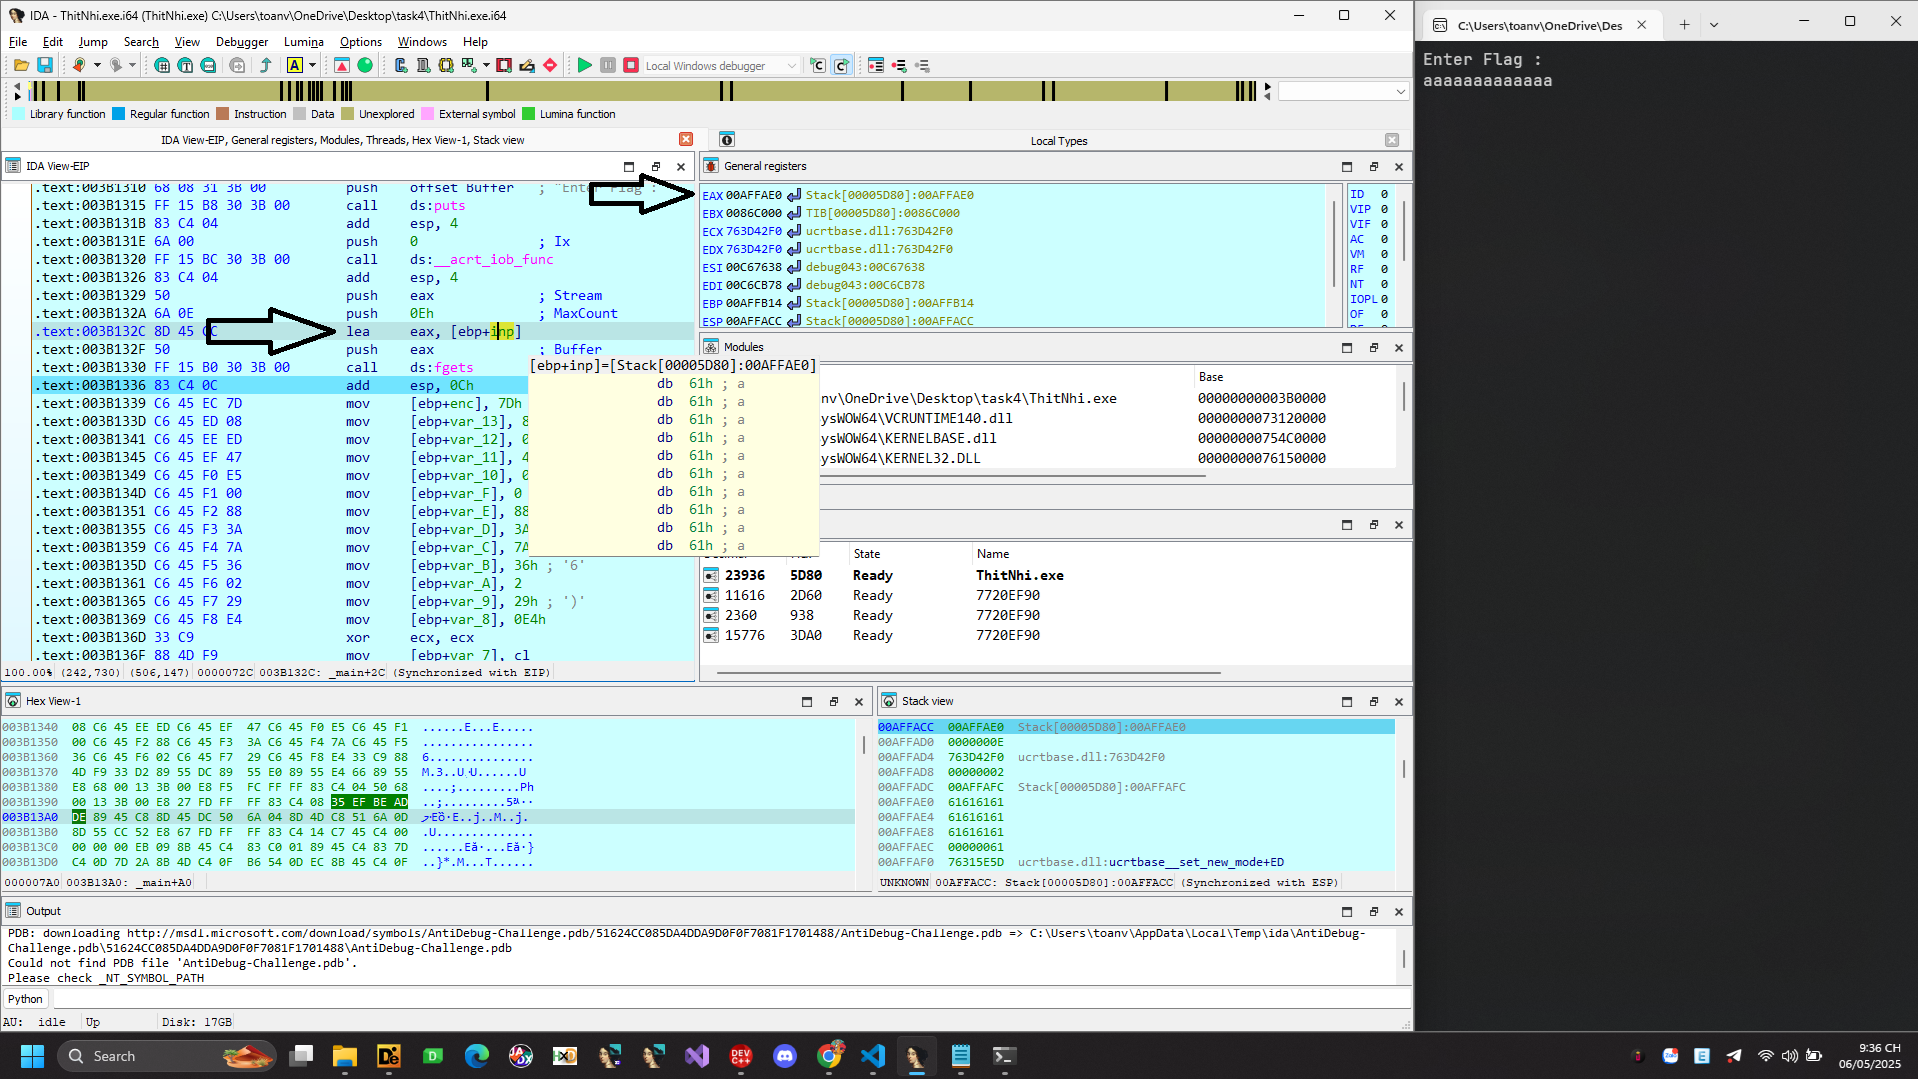 IDA - ThitNhi.exe.i64 (ThitNhi.exe) C:\Users\toanv\OneDrive\Desktop\task4\ThitNhi.exe.i64
File Edit Jump Search View Debugger Lumina Options Windows Help
Local Windows debugger
Library function Regular function Instruction Data Unexplored External symbol Lumina function
IDA View-EIP, General registers, Modules, Threads, Hex View-1, Stack view
Local Types
IDA View-EIP
.text:003B1310 68 08 31 3B 00 push offset Buffer ; "Enter Flag :
.text:003B1315 FF 15 B8 30 3B 00 call ds:puts
.text:003B131B 83 C4 04 add esp, 4
.text:003B131E 6A 00 push 0 ; Ix
.text:003B1320 FF 15 BC 30 3B 00 call ds:__acrt_iob_func
.text:003B1326 83 C4 04 add esp, 4
.text:003B1329 50 push eax ; Stream
.text:003B132A 6A 0E push 0Eh ; MaxCount
.text:003B132C 8D 45 CC lea eax, [ebp+inp]
.text:003B132F 50 push eax ; Buffer
.text:003B1330 FF 15 B0 30 3B 00 call ds:fgets
.text:003B1336 83 C4 0C add esp, 0Ch
.text:003B1339 C6 45 EC 7D mov [ebp+enc], 7Dh
.text:003B133D C6 45 ED 08 mov [ebp+var_13], 8
.text:003B1341 C6 45 EE ED mov [ebp+var_12], 0
.text:003B1345 C6 45 EF 47 mov [ebp+var_11], 4
.text:003B1349 C6 45 F0 E5 mov [ebp+var_10], 0
.text:003B134D C6 45 F1 00 mov [ebp+var_F], 0
.text:003B1351 C6 45 F2 88 mov [ebp+var_E], 88
.text:003B1355 C6 45 F3 3A mov [ebp+var_D], 3A
.text:003B1359 C6 45 F4 7A mov [ebp+var_C], 7A
.text:003B135D C6 45 F5 36 mov [ebp+var_B], 36h ; '6'
.text:003B1361 C6 45 F6 02 mov [ebp+var_A], 2
.text:003B1365 C6 45 F7 29 mov [ebp+var_9], 29h ; ')'
.text:003B1369 C6 45 F8 E4 mov [ebp+var_8], 0E4h
.text:003B136D 33 C9 xor ecx, ecx
.text:003B136F 88 4D F9 mov [ebp+var_7], cl
100.00% (242,730) (506,147) 0000072C 003B132C: _main+2C (Synchronized with EIP)
[ebp+inp]=[Stack[00005D80]:00AFFAE0]
db 61h ; a
db 61h ; a
db 61h ; a
db 61h ; a
db 61h ; a
db 61h ; a
db 61h ; a
db 61h ; a
db 61h ; a
db 61h ; a
General registers
EAX 00AFFAE0 Stack[00005D80]:00AFFAE0
EBX 0086C000 TIB[00005D80]:0086C000
ECX 763D42F0 ucrtbase.dll:763D42F0
EDX 763D42F0 ucrtbase.dll:763D42F0
ESI 00C67638 debug043:00C67638
EDI 00C6CB78 debug043:00C6CB78
EBP 00AFFB14 Stack[00005D80]:00AFFB14
ESP 00AFFACC Stack[00005D80]:00AFFACC
ID 0
VIP 0
VIF 0
AC 0
VM 0
RF 0
NT 0
IOPL 0
OF 0
Modules
Base
nv\OneDrive\Desktop\task4\ThitNhi.exe 00000000003B0000
ysWOW64\VCRUNTIME140.dll 0000000073120000
ysWOW64\KERNELBASE.dll 00000000754C0000
ysWOW64\KERNEL32.DLL 0000000076150000
State Name
23936 5D80 Ready ThitNhi.exe
11616 2D60 Ready 7720EF90
2360 938 Ready 7720EF90
15776 3DA0 Ready 7720EF90
Hex View-1
003B1340 08 C6 45 EE ED C6 45 EF 47 C6 45 F0 E5 C6 45 F1 ......E...E.....
003B1350 00 C6 45 F2 88 C6 45 F3 3A C6 45 F4 7A C6 45 F5 ................
003B1360 36 C6 45 F6 02 C6 45 F7 29 C6 45 F8 E4 33 C9 88 6...............
003B1370 4D F9 33 D2 89 55 DC 89 55 E0 89 55 E4 66 89 55
003B1380 E8 68 00 13 3B 00 E8 F5 FC FF FF 83 C4 04 50 68 ....;.........Ph
003B1390 00 13 3B 00 E8 27 FD FF FF 83 C4 08 35 EF BE AD
003B13A0 DE 89 45 C8 8D 45 DC 50 6A 04 8D 4D C8 51 6A 0D
003B13B0 8D 55 CC 52 E8 67 FD FF FF 83 C4 14 C7 45 C4 00 .U..............
003B13C0 00 00 00 EB 09 8B 45 C4 83 C0 01 89 45 C4 83 7D
003B13D0 C4 0D 7D 2A 8B 4D C4 0F B6 54 0D EC 8B 45 C4 0F ..}*.M...T...E..
000007A0 003B13A0: _main+A0
Stack view
00AFFACC 00AFFAE0 Stack[00005D80]:00AFFAE0
00AFFAD0 0000000E
00AFFAD4 763D42F0 ucrtbase.dll:763D42F0
00AFFAD8 00000002
00AFFADC 00AFFAFC Stack[00005D80]:00AFFAFC
00AFFAE0 61616161
00AFFAE4 61616161
00AFFAE8 61616161
00AFFAEC 00000061
00AFFAF0 76315E5D ucrtbase.dll:ucrtbase__set_new_mode+ED
UNKNOWN 00AFFACC: Stack[00005D80]:00AFFACC (Synchronized with ESP)
Output
PDB: downloading http://msdl.microsoft.com/download/symbols/AntiDebug-Challenge.pdb/51624CC085DA4DDA9D0F0F7081F1701488/AntiDebug-Challenge.pdb => C:\Users\toanv\AppData\Local\Temp\ida\AntiDebug-
Challenge.pdb\51624CC085DA4DDA9D0F0F7081F1701488\AntiDebug-Challenge.pdb
Could not find PDB file 'AntiDebug-Challenge.pdb'.
Please check _NT_SYMBOL_PATH
Python
AU: idle Up Disk: 17GB
C:\Users\toanv\OneDrive\Des
Enter Flag :
aaaaaaaaaaaaa
Search
9:36 CH
06/05/2025